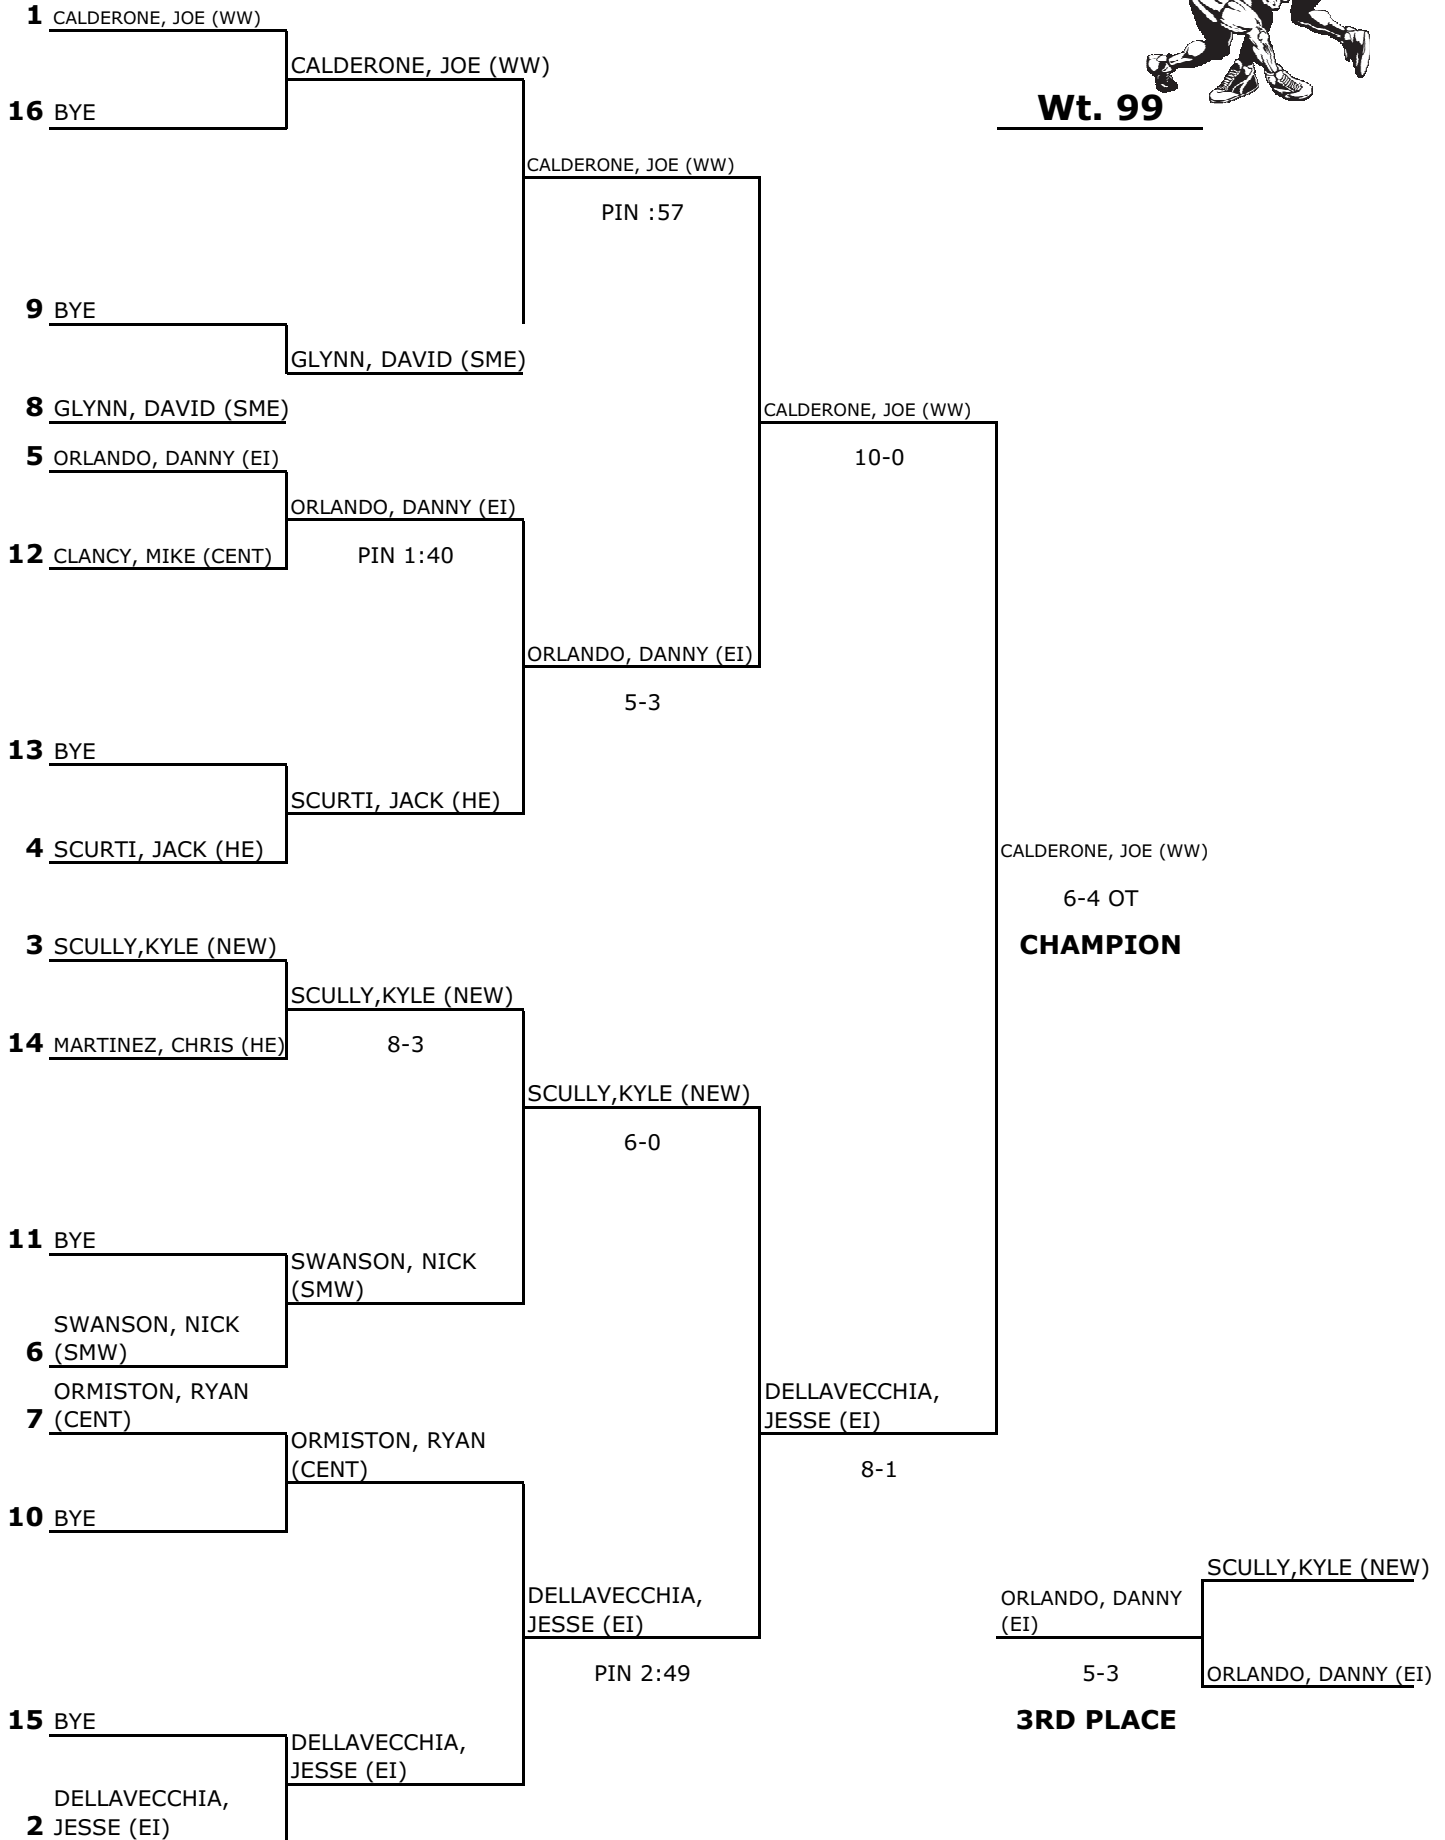 1 CALDERONE, JOE (WW)
CALDERONE, JOE (WW)
16 BYE
Wt. 99
CALDERONE, JOE (WW)
PIN :57
9 BYE
GLYNN, DAVID (SME)
8 GLYNN, DAVID (SME)
CALDERONE, JOE (WW)
5 ORLANDO, DANNY (EI)
10-0
ORLANDO, DANNY (EI)
12 CLANCY, MIKE (CENT)
PIN 1:40
ORLANDO, DANNY (EI)
5-3
13 BYE
SCURTI, JACK (HE)
4 SCURTI, JACK (HE)
CALDERONE, JOE (WW)
6-4 OT
CHAMPION
3 SCULLY,KYLE (NEW)
SCULLY,KYLE (NEW)
14 MARTINEZ, CHRIS (HE)
8-3
SCULLY,KYLE (NEW)
6-0
11 BYE
SWANSON, NICK
(SMW)
SWANSON, NICK
6 (SMW)
ORMISTON, RYAN
7 (CENT)
DELLAVECCHIA,
JESSE (EI)
ORMISTON, RYAN
(CENT)
8-1
10 BYE
DELLAVECCHIA,
JESSE (EI)
PIN 2:49
SCULLY,KYLE (NEW)
ORLANDO, DANNY
(EI)
5-3
ORLANDO, DANNY (EI)
3RD PLACE
15 BYE
DELLAVECCHIA,
JESSE (EI)
DELLAVECCHIA,
2 JESSE (EI)